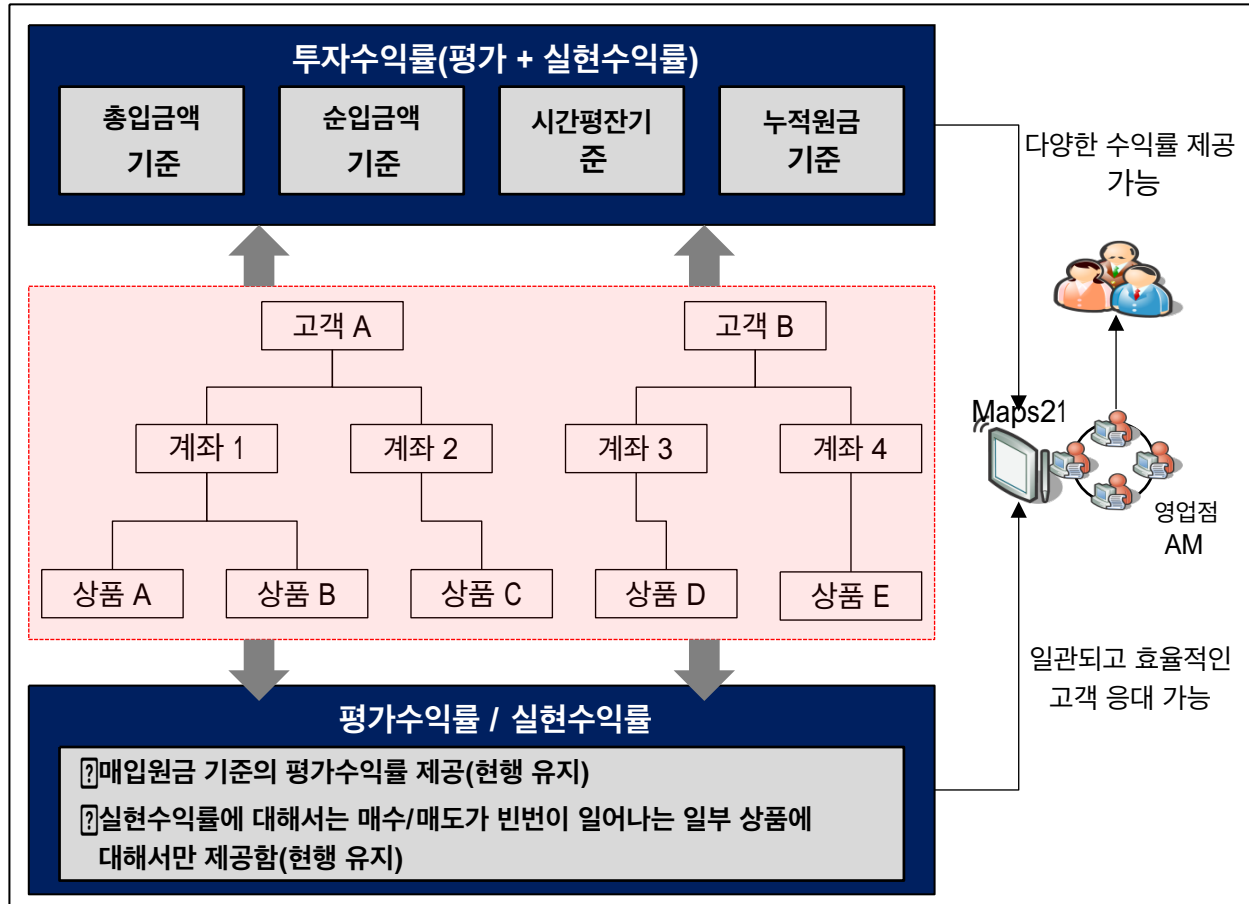 투자수익률(평가 + 실현수익률)
총입금액
기준
순입금액
기준
시간평잔기
준
누적원금
기준
다양한 수익률 제공
가능
고객 A
고객 B
계좌 1
계좌 2
계좌 3
계좌 4
상품 A
상품 B
상품 C
상품 D
상품 E
Maps21
영업점
AM
일관되고 효율적인
고객 응대 가능
평가수익률 / 실현수익률
매입원금 기준의 평가수익률 제공(현행 유지)
실현수익률에 대해서는 매수/매도가 빈번이 일어나는 일부 상품에
대해서만 제공함(현행 유지)